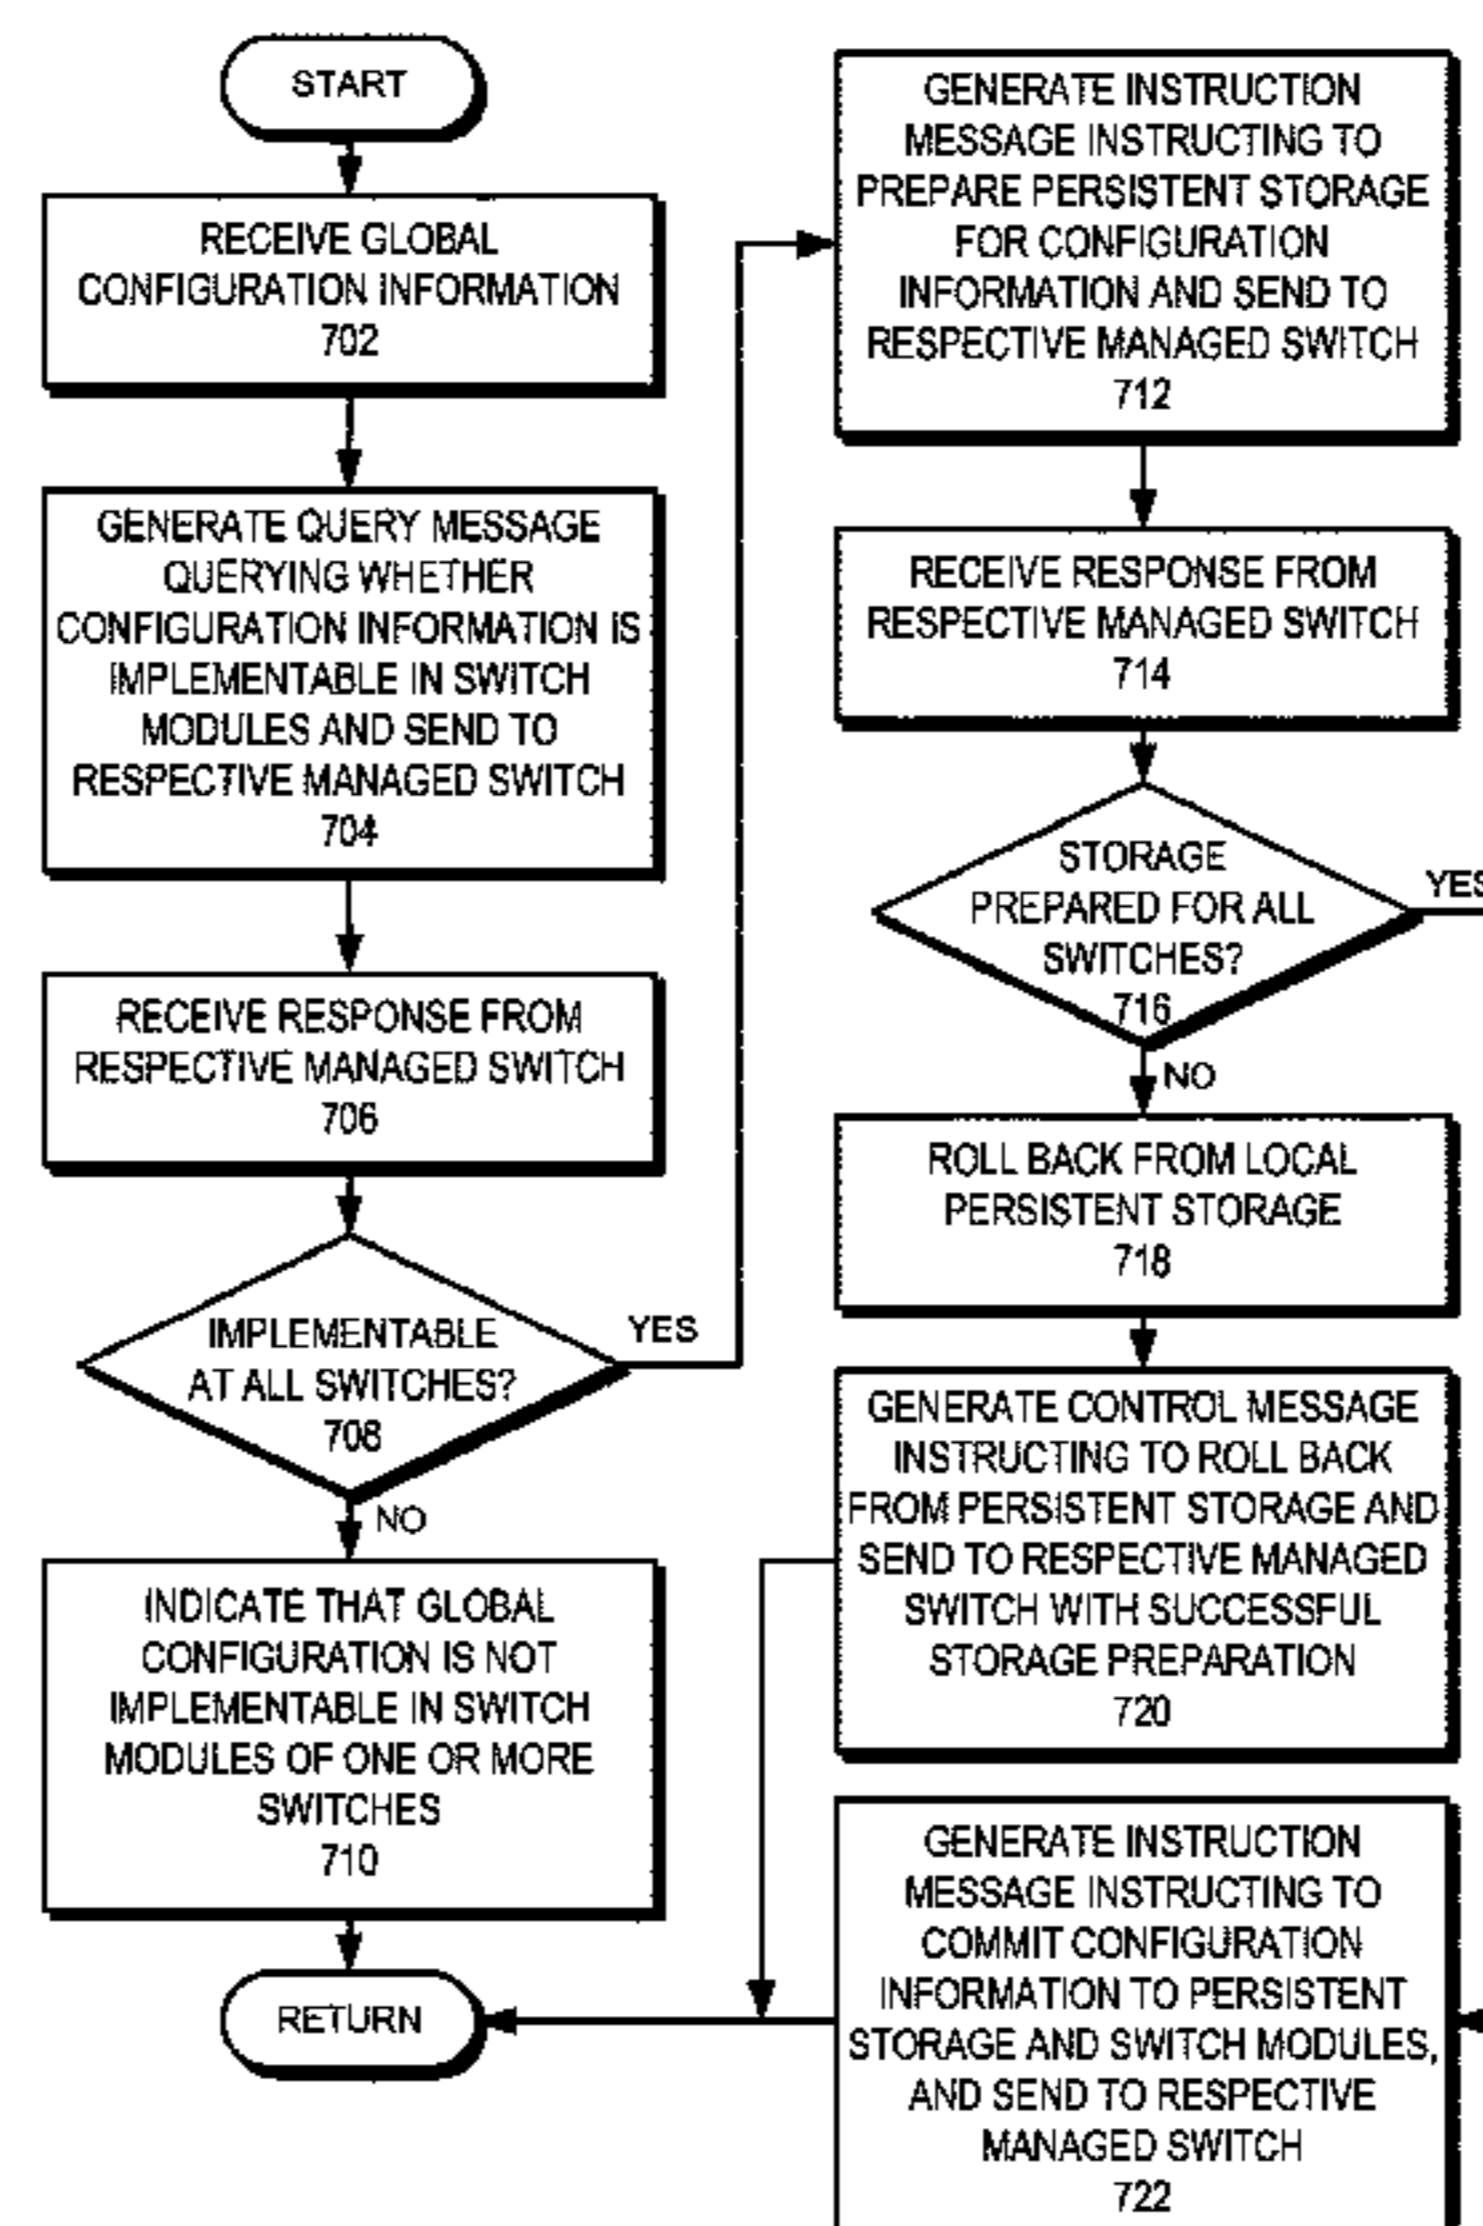 START
RECEIVE GLOBAL
CONFIGURATION INFORMATION
702
GENERATE QUERY MESSAGE
QUERYING WHETHER
CONFIGURATION INFORMATION IS
IMPLEMENTABLE IN SWITCH
MODULES AND SEND TO
RESPECTIVE MANAGED SWITCH
704
RECEIVE RESPONSE FROM
RESPECTIVE MANAGED SWITCH
706
IMPLEMENTABLE
AT ALL SWITCHES?
708
YES
NO
INDICATE THAT GLOBAL
CONFIGURATION IS NOT
IMPLEMENTABLE IN SWITCH
MODULES OF ONE OR MORE
SWITCHES
710
RETURN
GENERATE INSTRUCTION
MESSAGE INSTRUCTING TO
PREPARE PERSISTENT STORAGE
FOR CONFIGURATION
INFORMATION AND SEND TO
RESPECTIVE MANAGED SWITCH
712
RECEIVE RESPONSE FROM
RESPECTIVE MANAGED SWITCH
714
STORAGE
PREPARED FOR ALL
SWITCHES?
716
YES
NO
ROLL BACK FROM LOCAL
PERSISTENT STORAGE
718
GENERATE CONTROL MESSAGE
INSTRUCTING TO ROLL BACK
FROM PERSISTENT STORAGE AND
SEND TO RESPECTIVE MANAGED
SWITCH WITH SUCCESSFUL
STORAGE PREPARATION
720
GENERATE INSTRUCTION
MESSAGE INSTRUCTING TO
COMMIT CONFIGURATION
INFORMATION TO PERSISTENT
STORAGE AND SWITCH MODULES,
AND SEND TO RESPECTIVE
MANAGED SWITCH
722